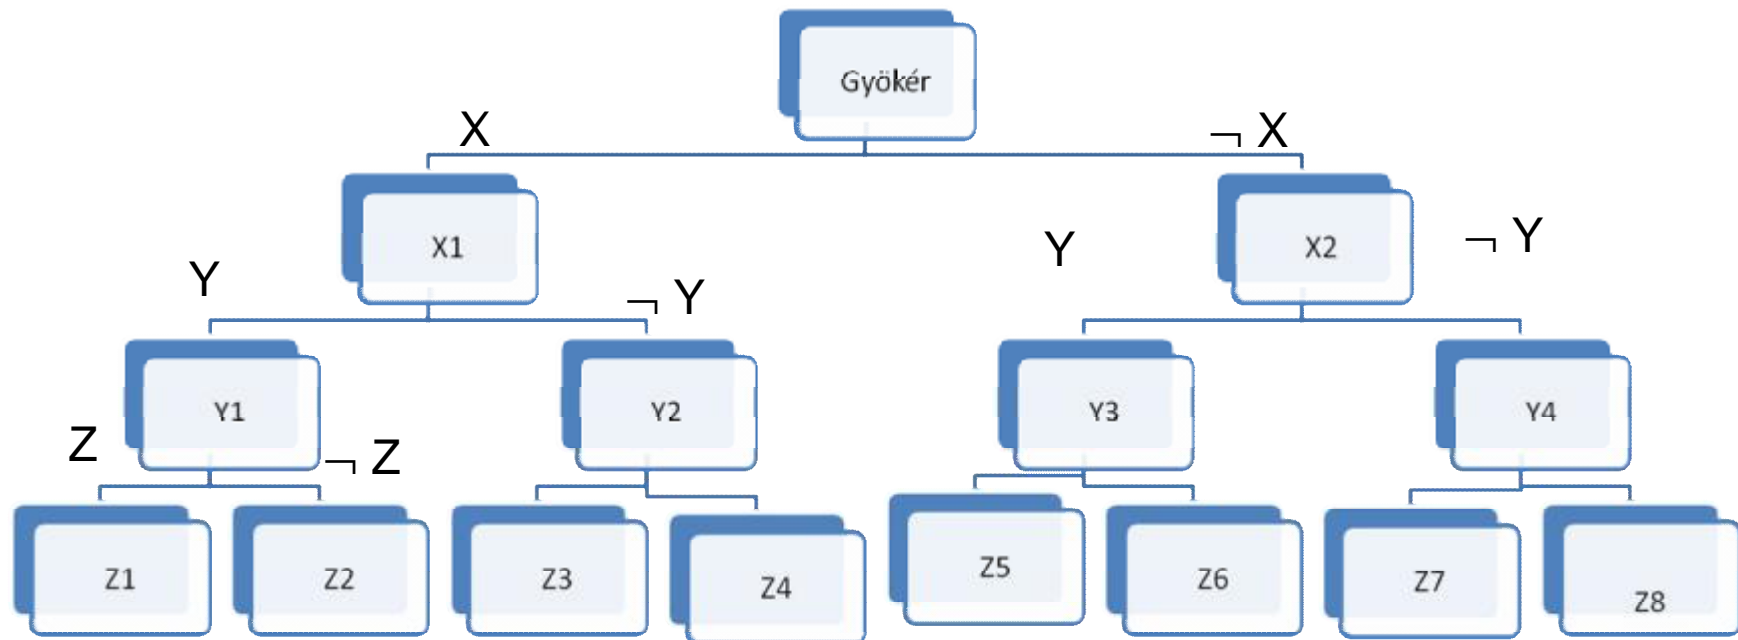 Gyökér
X
¬ X
X1
X2
Y
¬ Y
Y
¬ Y
Y1
Y2
Y3
Y4
Z
¬ Z
Z1
Z2
Z3
Z4
Z5
Z6
Z7
Z8